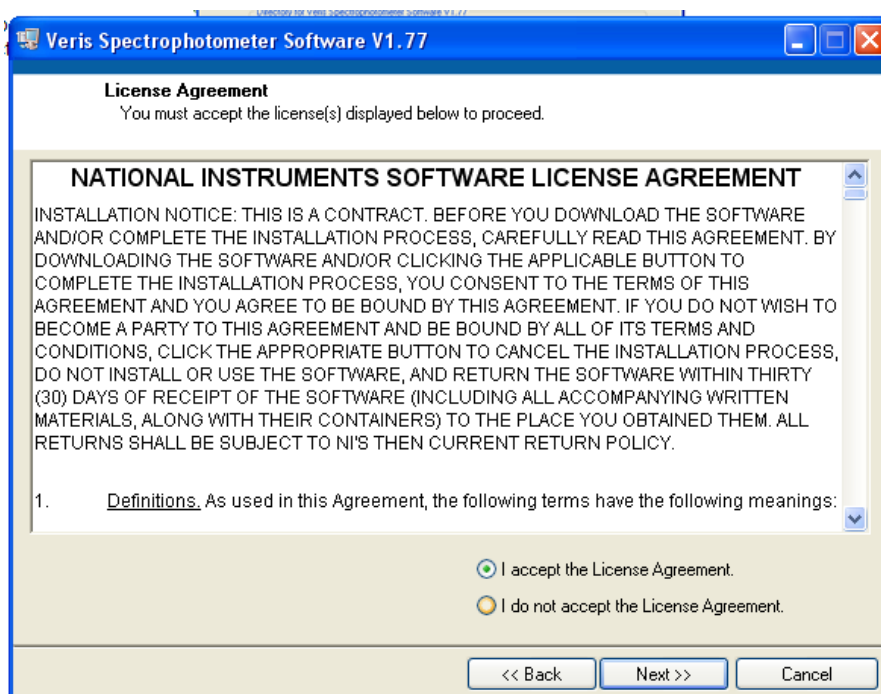 Directory for Veris Spectrophotometer Software V1.77
Veris Spectrophotometer Software V1.77
License Agreement
You must accept the license(s) displayed below to proceed.
NATIONAL INSTRUMENTS SOFTWARE LICENSE AGREEMENT
INSTALLATION NOTICE: THIS IS A CONTRACT. BEFORE YOU DOWNLOAD THE SOFTWARE
AND/OR COMPLETE THE INSTALLATION PROCESS, CAREFULLY READ THIS AGREEMENT. BY
DOWNLOADING THE SOFTWARE AND/OR CLICKING THE APPLICABLE BUTTON TO
COMPLETE THE INSTALLATION PROCESS, YOU CONSENT TO THE TERMS OF THIS
AGREEMENT AND YOU AGREE TO BE BOUND BY THIS AGREEMENT. IF YOU DO NOT WISH TO
BECOME A PARTY TO THIS AGREEMENT AND BE BOUND BY ALL OF ITS TERMS AND
CONDITIONS, CLICK THE APPROPRIATE BUTTON TO CANCEL THE INSTALLATION PROCESS,
DO NOT INSTALL OR USE THE SOFTWARE, AND RETURN THE SOFTWARE WITHIN THIRTY
(30) DAYS OF RECEIPT OF THE SOFTWARE (INCLUDING ALL ACCOMPANYING WRITTEN
MATERIALS, ALONG WITH THEIR CONTAINERS) TO THE PLACE YOU OBTAINED THEM. ALL
RETURNS SHALL BE SUBJECT TO NI'S THEN CURRENT RETURN POLICY.
1. Definitions. As used in this Agreement, the following terms have the following meanings:
I accept the License Agreement.
I do not accept the License Agreement.
<< Back
Next >>
Cancel